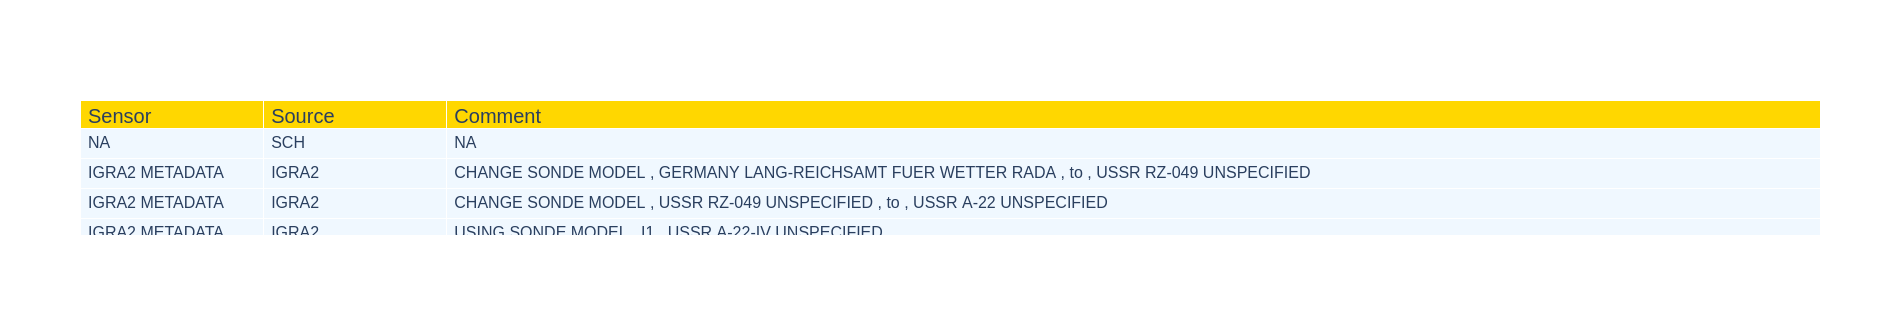 Sensor Source Comment
NA SCH NA
IGRA2 METADATA IGRA2 CHANGE SONDE MODEL , GERMANY LANG-REICHSAMT FUER WETTER RADA , to , USSR RZ-049 UNSPECIFIED
IGRA2 METADATA IGRA2 CHANGE SONDE MODEL , USSR RZ-049 UNSPECIFIED , to , USSR A-22 UNSPECIFIED
IGRA2 METADATA IGRA2 USING SONDE MODEL , I1 , USSR A-22-IV UNSPECIFIED